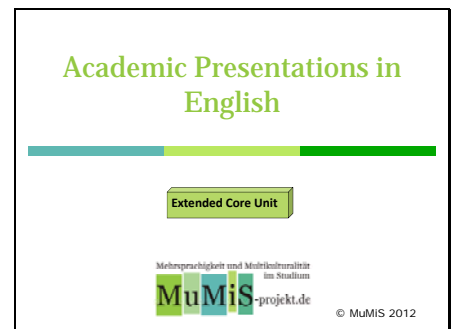 Academic Presentations in
English
Extended Core Unit
Mehrsprachigkeit und Multikulturalität
im Studium
MuMiS-projekt.de
© MuMiS 2012